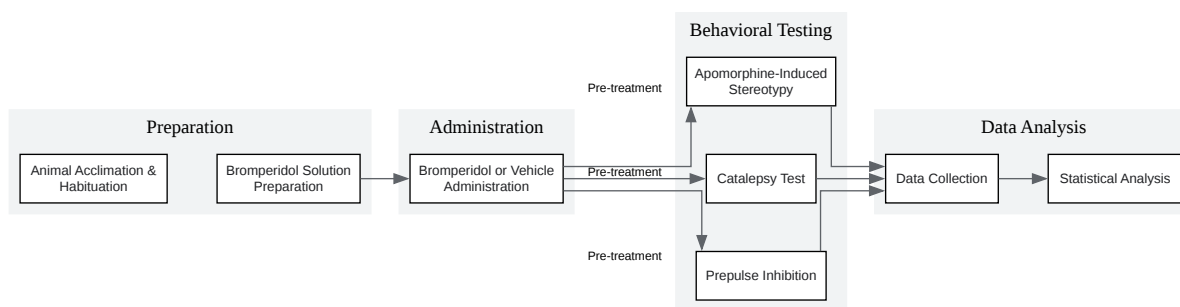 Behavioral Testing
Pre-treatment
Apomorphine-Induced
Stereotypy
Preparation
Administration
Data Analysis
Animal Acclimation &
Habituation
Bromperidol Solution
Preparation
Bromperidol or Vehicle
Administration
Pre-treatment
Catalepsy Test
Data Collection
Statistical Analysis
Pre-treatment
Prepulse Inhibition